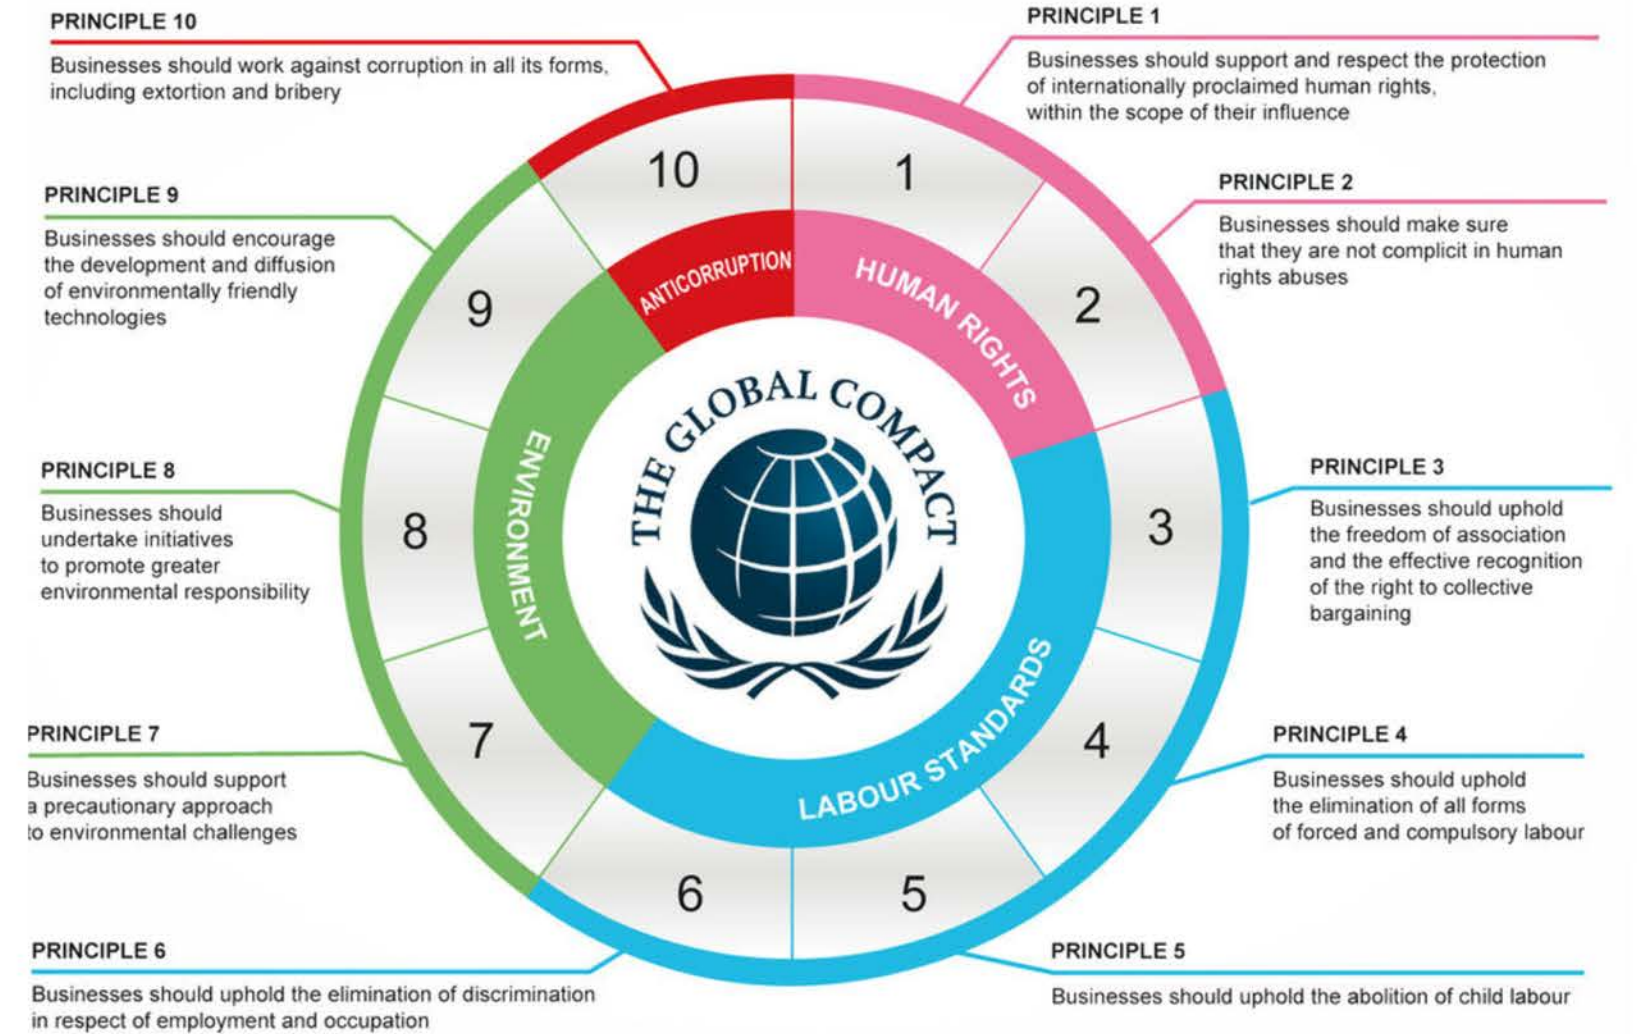 PRINCIPLE 10
Businesses should work against corruption in all its forms,
including extortion and bribery
PRINCIPLE 1
Businesses should support and respect the protection
of internationally proclaimed human rights,
within the scope of their influence
PRINCIPLE 9
Businesses should encourage
the development and diffusion
of environmentally friendly
technologies
PRINCIPLE 2
Businesses should make sure
that they are not complicit in human
rights abuses
PRINCIPLE 8
Businesses should
undertake initiatives
to promote greater
environmental responsibility
PRINCIPLE 3
Businesses should uphold
the freedom of association
and the effective recognition
of the right to collective
bargaining
PRINCIPLE 7
Businesses should support
a precautionary approach
to environmental challenges
PRINCIPLE 4
Businesses should uphold
the elimination of all forms
of forced and compulsory labour
PRINCIPLE 6
Businesses should uphold the elimination of discrimination
in respect of employment and occupation
PRINCIPLE 5
Businesses should uphold the abolition of child labour
10
1
9
2
8
3
7
4
6
5
ANTICORRUPTION
HUMAN RIGHTS
ENVIRONMENT
LABOUR STANDARDS
THE GLOBAL COMPACT